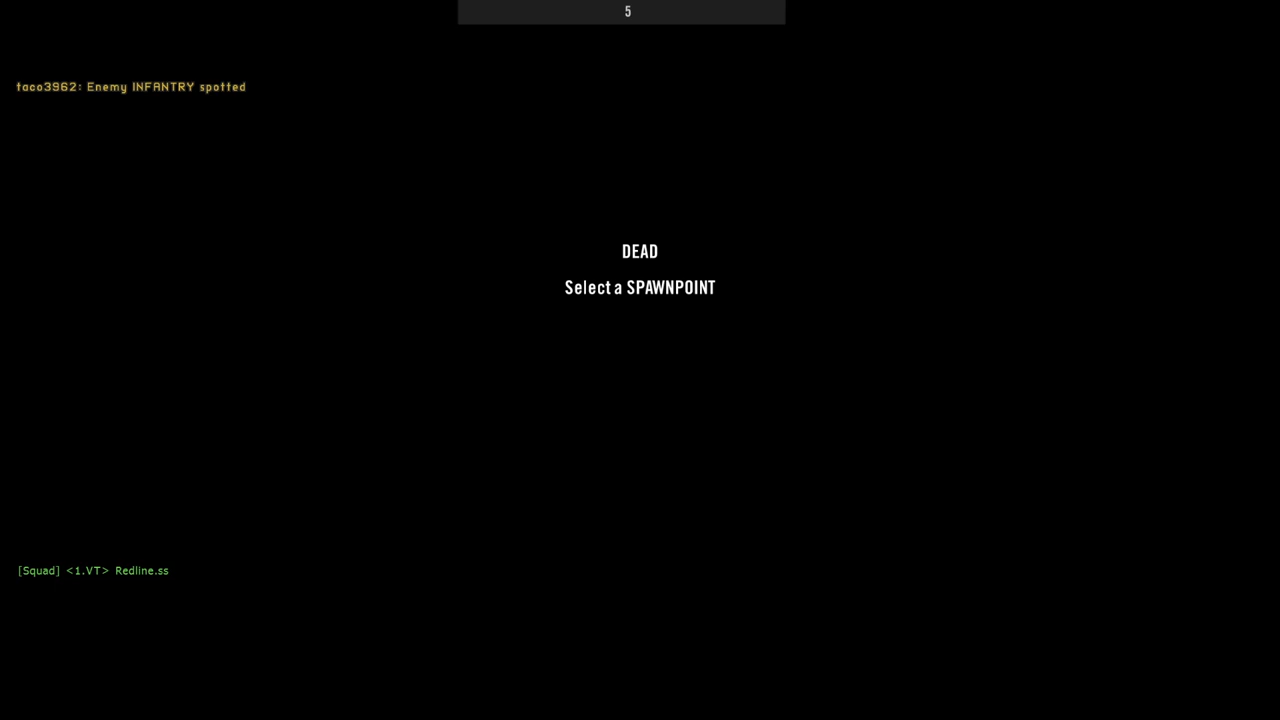 5
taco3962: Enemy INFANTRY spotted
DEAD
Select a SPAWNPOINT
[Squad] <1.VT> Redline.ss